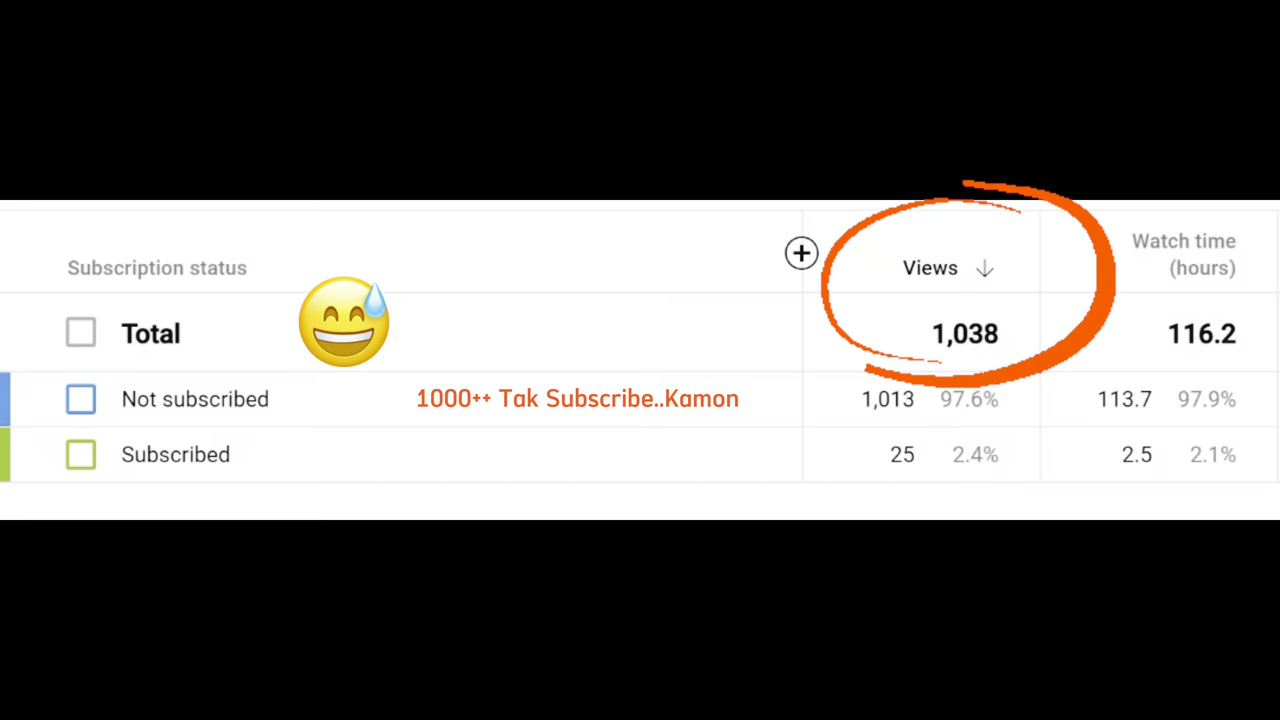 Subscription status Views Watch time
(hours)
Total 1,038 116.2
Not subscribed 1000++ Tak Subscribe..Kamon 1,013 97.6% 113.7 97.9%
Subscribed 25 2.4% 2.5 2.1%